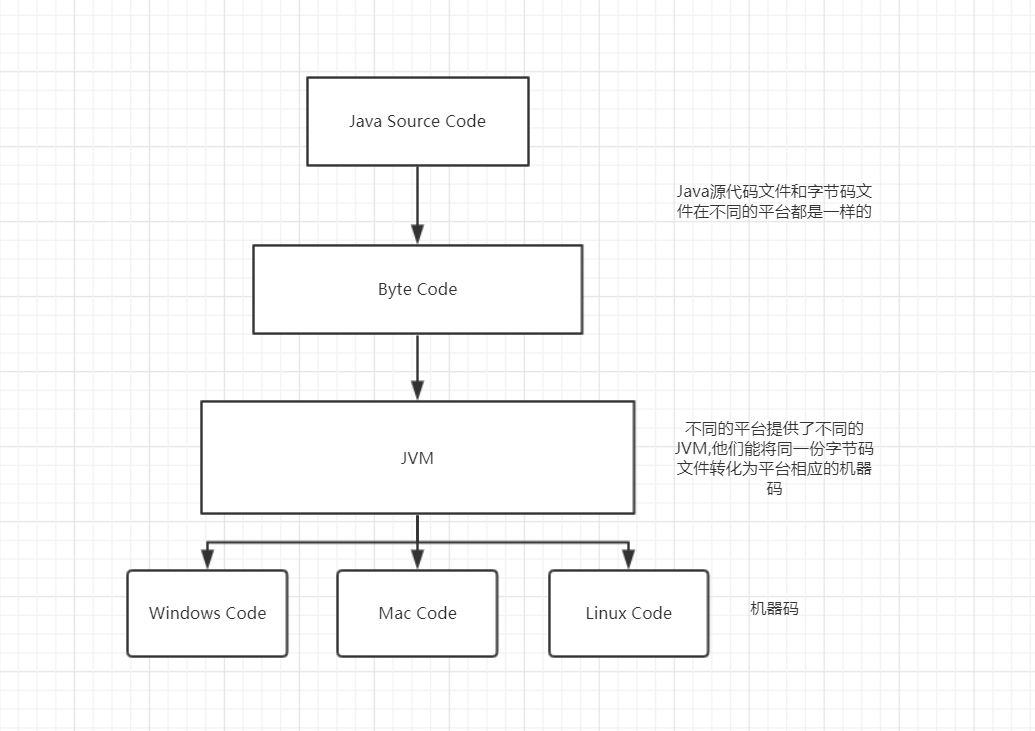 Java Source Code
Java源代码文件和字节码文
件在不同的平台都是一样的
Byte Code
不同的平台提供了不同的
JVM,他们能将同一份字节码
文件转化为平台相应的机器
码
JVM
Windows Code
Mac Code
Linux Code
机器码